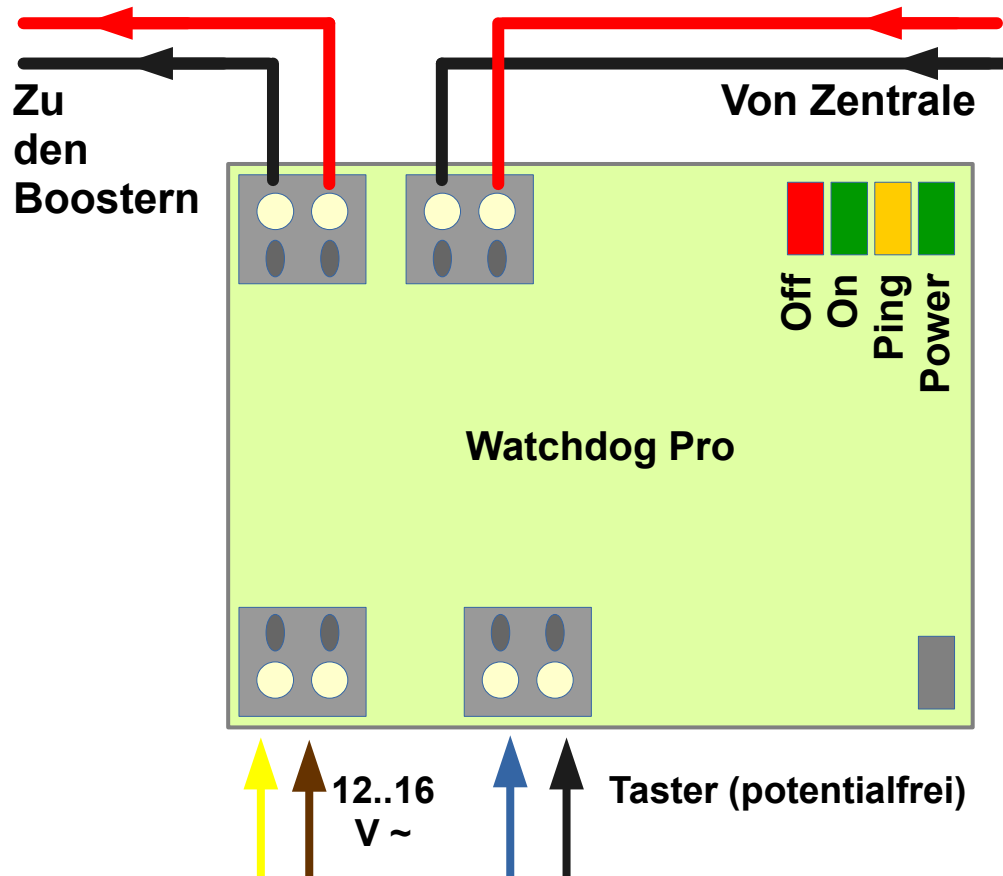 Zu
den
Boostern
Von Zentrale
Off
On
Ping
Power
Watchdog Pro
12..16
V ~
Taster (potentialfrei)